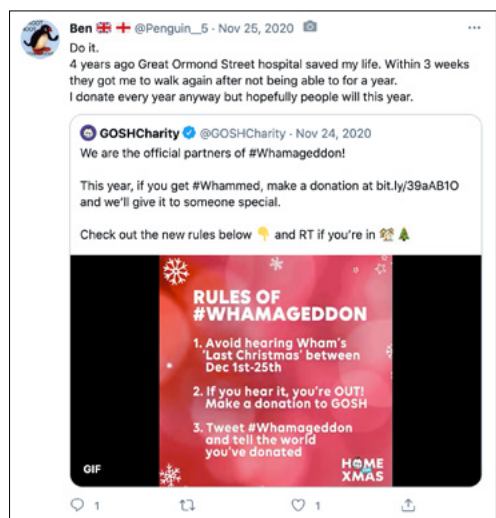 Ben @Penguin__5 · Nov 25, 2020
Do it.
4 years ago Great Ormond Street hospital saved my life. Within 3 weeks
they got me to walk again after not being able to for a year.
I donate every year anyway but hopefully people will this year.
GOSHCharity @GOSHCharity · Nov 24, 2020
We are the official partners of #Whamageddon!
This year, if you get #Whammed, make a donation at bit.ly/39aAB1O
and we'll give it to someone special.
Check out the new rules below 👇 and RT if you're in 🏡🎄
RULES OF
#WHAMAGEDDON
1. Avoid hearing Wham's
'Last Christmas' between
Dec 1st-25th
2. If you hear it, you're OUT!
Make a donation to GOSH
3. Tweet #Whamageddon
and tell the world
you've donated
HOME
XMAS
GIF
1
1